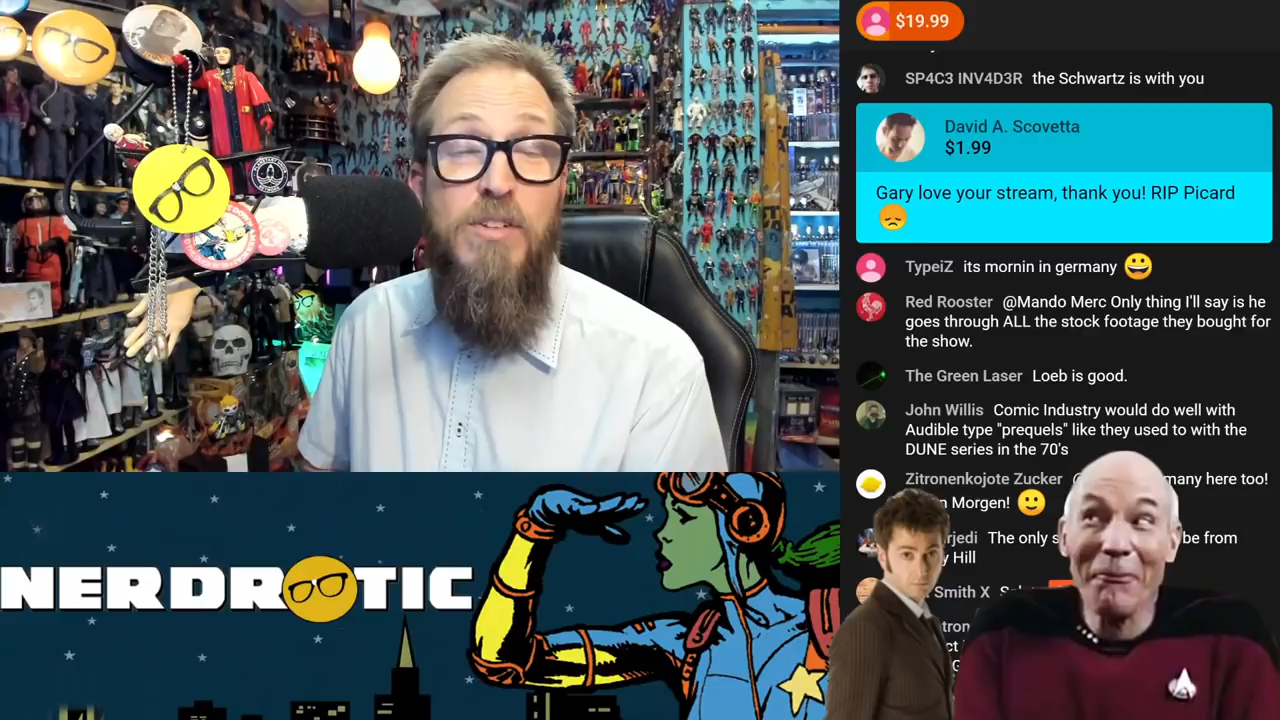 $19.99
SP4C3 INV4D3R the Schwartz is with you
David A. Scovetta
$1.99
Gary love your stream, thank you! RIP Picard
TypeiZ its mornin in germany
Red Rooster @Mando Merc Only thing I'll say is he
goes through ALL the stock footage they bought for
the show.
The Green Laser Loeb is good.
John Willis Comic Industry would do well with
Audible type "prequels" like they used to with the
DUNE series in the 70's
Zitronenkojote Zucker many here too!
Morgen!
The only be from
Hill
Smith X
NERDROTIC